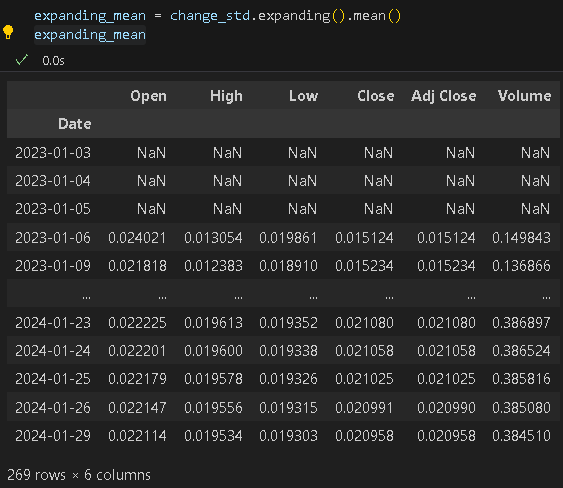 expanding_mean = change_std.expanding().mean()
expanding_mean
0.0s
Open High Low Close Adj Close Volume
Date
2023-01-03 NaN NaN NaN NaN NaN NaN
2023-01-04 NaN NaN NaN NaN NaN NaN
2023-01-05 NaN NaN NaN NaN NaN NaN
2023-01-06 0.024021 0.013054 0.019861 0.015124 0.015124 0.149843
2023-01-09 0.021818 0.012383 0.018910 0.015234 0.015234 0.136866
... ... ... ... ... ... ...
2024-01-23 0.022225 0.019613 0.019352 0.021080 0.021080 0.386897
2024-01-24 0.022201 0.019600 0.019338 0.021058 0.021058 0.386524
2024-01-25 0.022179 0.019578 0.019326 0.021025 0.021025 0.385816
2024-01-26 0.022147 0.019556 0.019315 0.020991 0.020990 0.385080
2024-01-29 0.022114 0.019534 0.019303 0.020958 0.020958 0.384510
269 rows × 6 columns